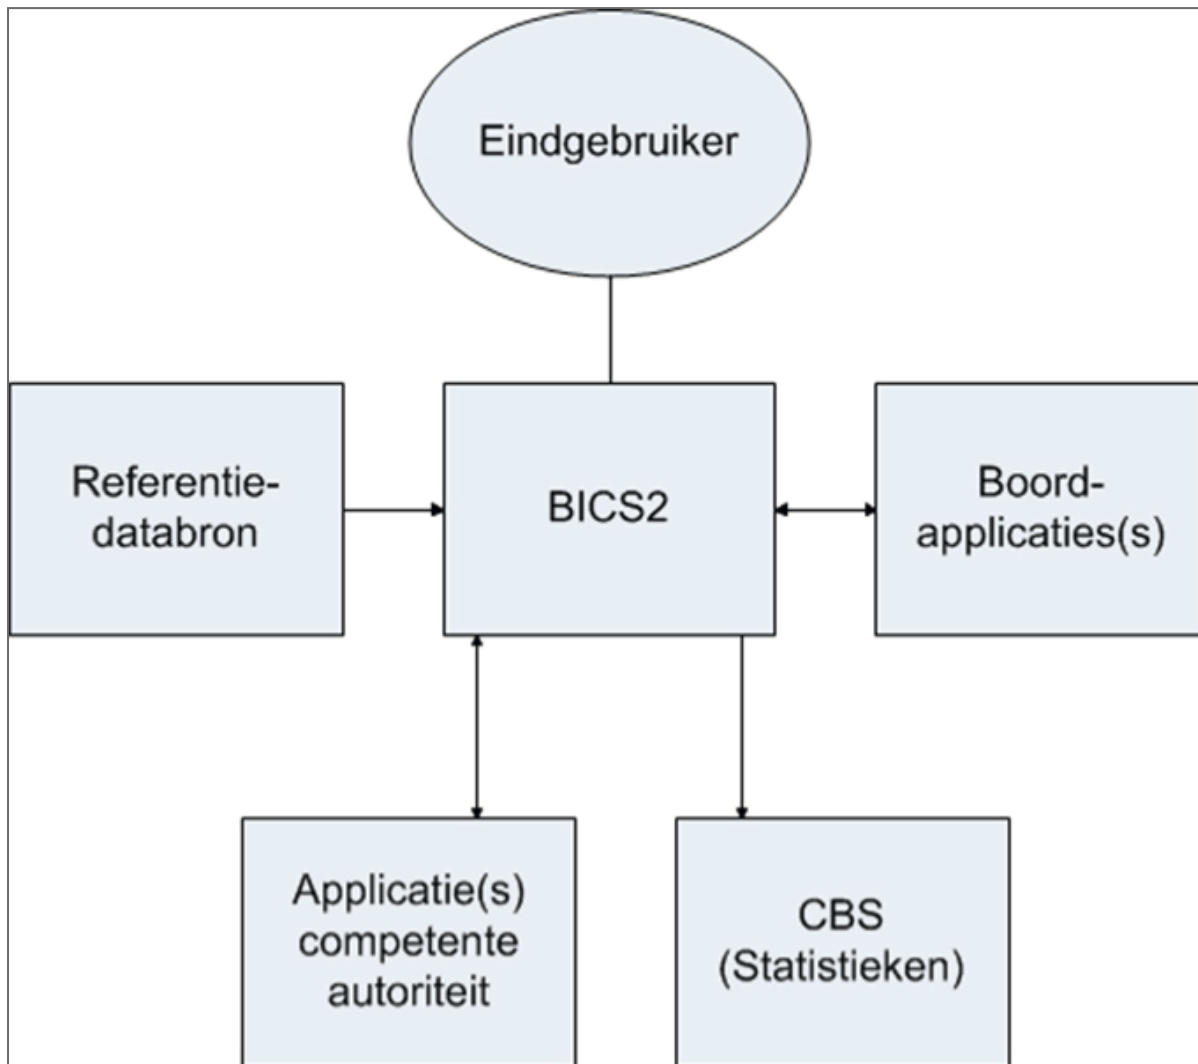 Eindgebruiker
Referentie-
databron
BICS2
Boord-
applicaties(s)
Applicatie(s)
competente
autoriteit
CBS
(Statistieken)